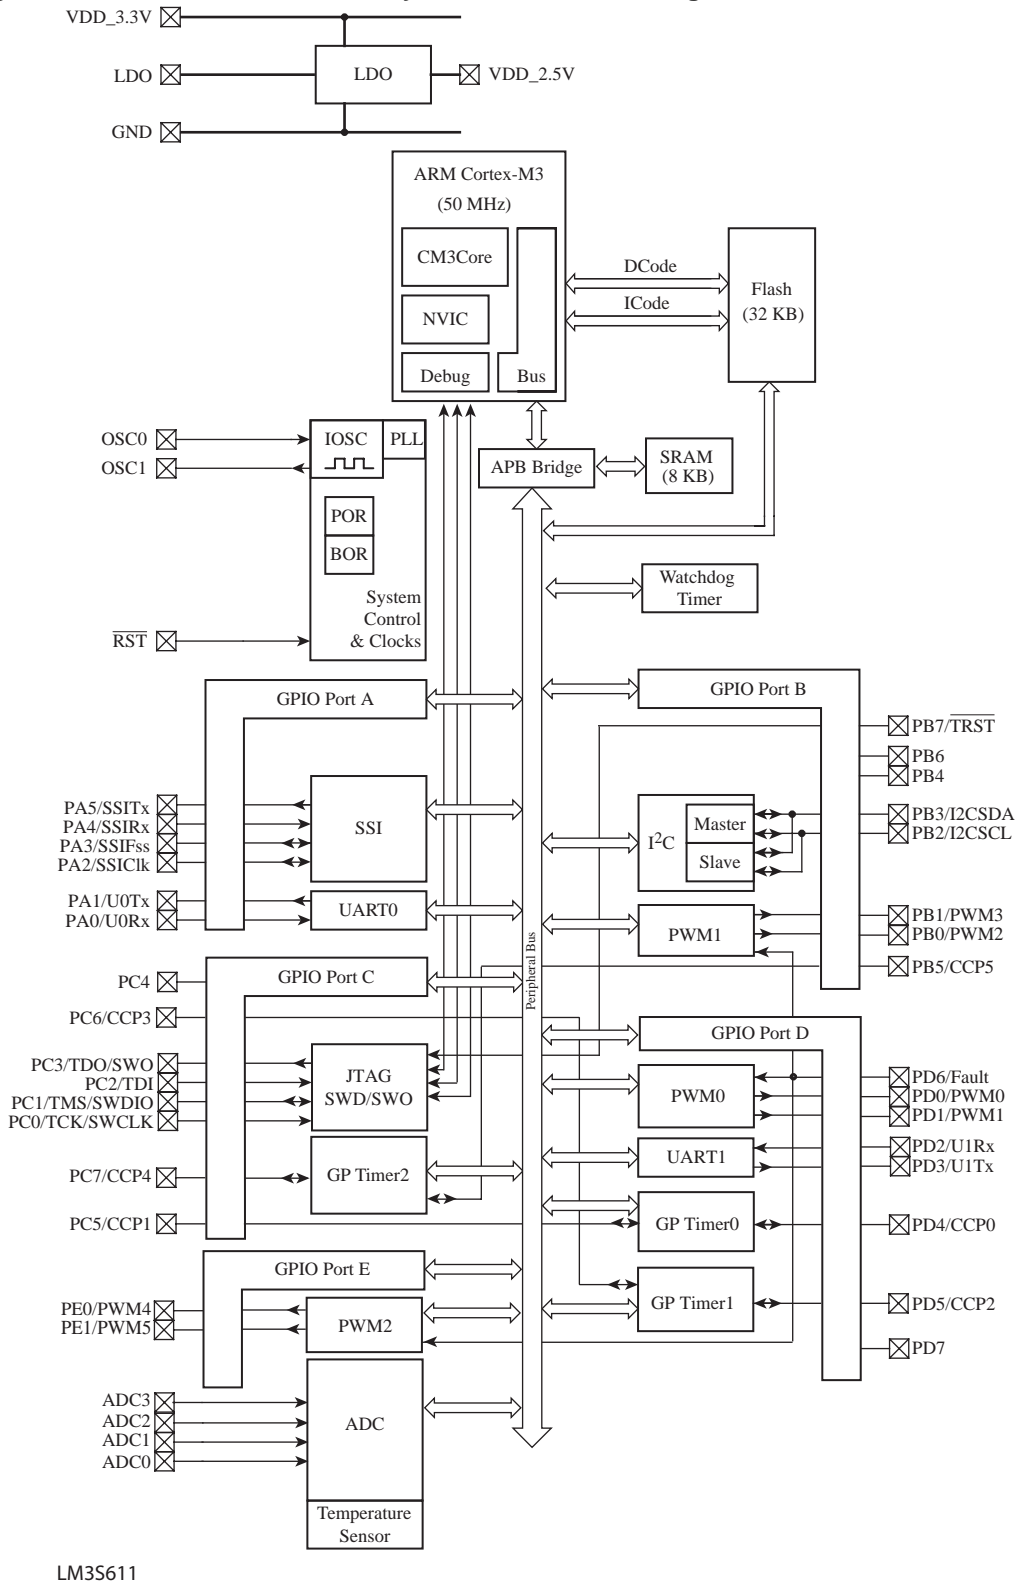 VDD_3.3V
LDO
LDO
VDD_2.5V
GND
ARM Cortex-M3
(50 MHz)
CM3Core
NVIC
Debug
Bus
DCode
ICode
Flash
(32 KB)
OSC0
OSC1
IOSC
PLL
POR
BOR
System
Control
& Clocks
RST
APB Bridge
SRAM
(8 KB)
Watchdog
Timer
GPIO Port A
GPIO Port B
PB7/TRST
PB6
PB4
PA5/SSITx
PA4/SSIRx
PA3/SSIFss
PA2/SSIClk
SSI
I²C
Master
Slave
PB3/I2CSDA
PB2/I2CSCL
PA1/U0Tx
PA0/U0Rx
UART0
PWM1
PB1/PWM3
PB0/PWM2
PB5/CCP5
Peripheral Bus
GPIO Port C
PC4
PC6/CCP3
GPIO Port D
PC3/TDO/SWO
PC2/TDI
PC1/TMS/SWDIO
PC0/TCK/SWCLK
JTAG
SWD/SWO
PWM0
PD6/Fault
PD0/PWM0
PD1/PWM1
UART1
PD2/U1Rx
PD3/U1Tx
PC7/CCP4
GP Timer2
PC5/CCP1
GP Timer0
PD4/CCP0
GPIO Port E
PE0/PWM4
PE1/PWM5
PWM2
GP Timer1
PD5/CCP2
PD7
ADC3
ADC2
ADC1
ADC0
ADC
Temperature
Sensor
LM3S611